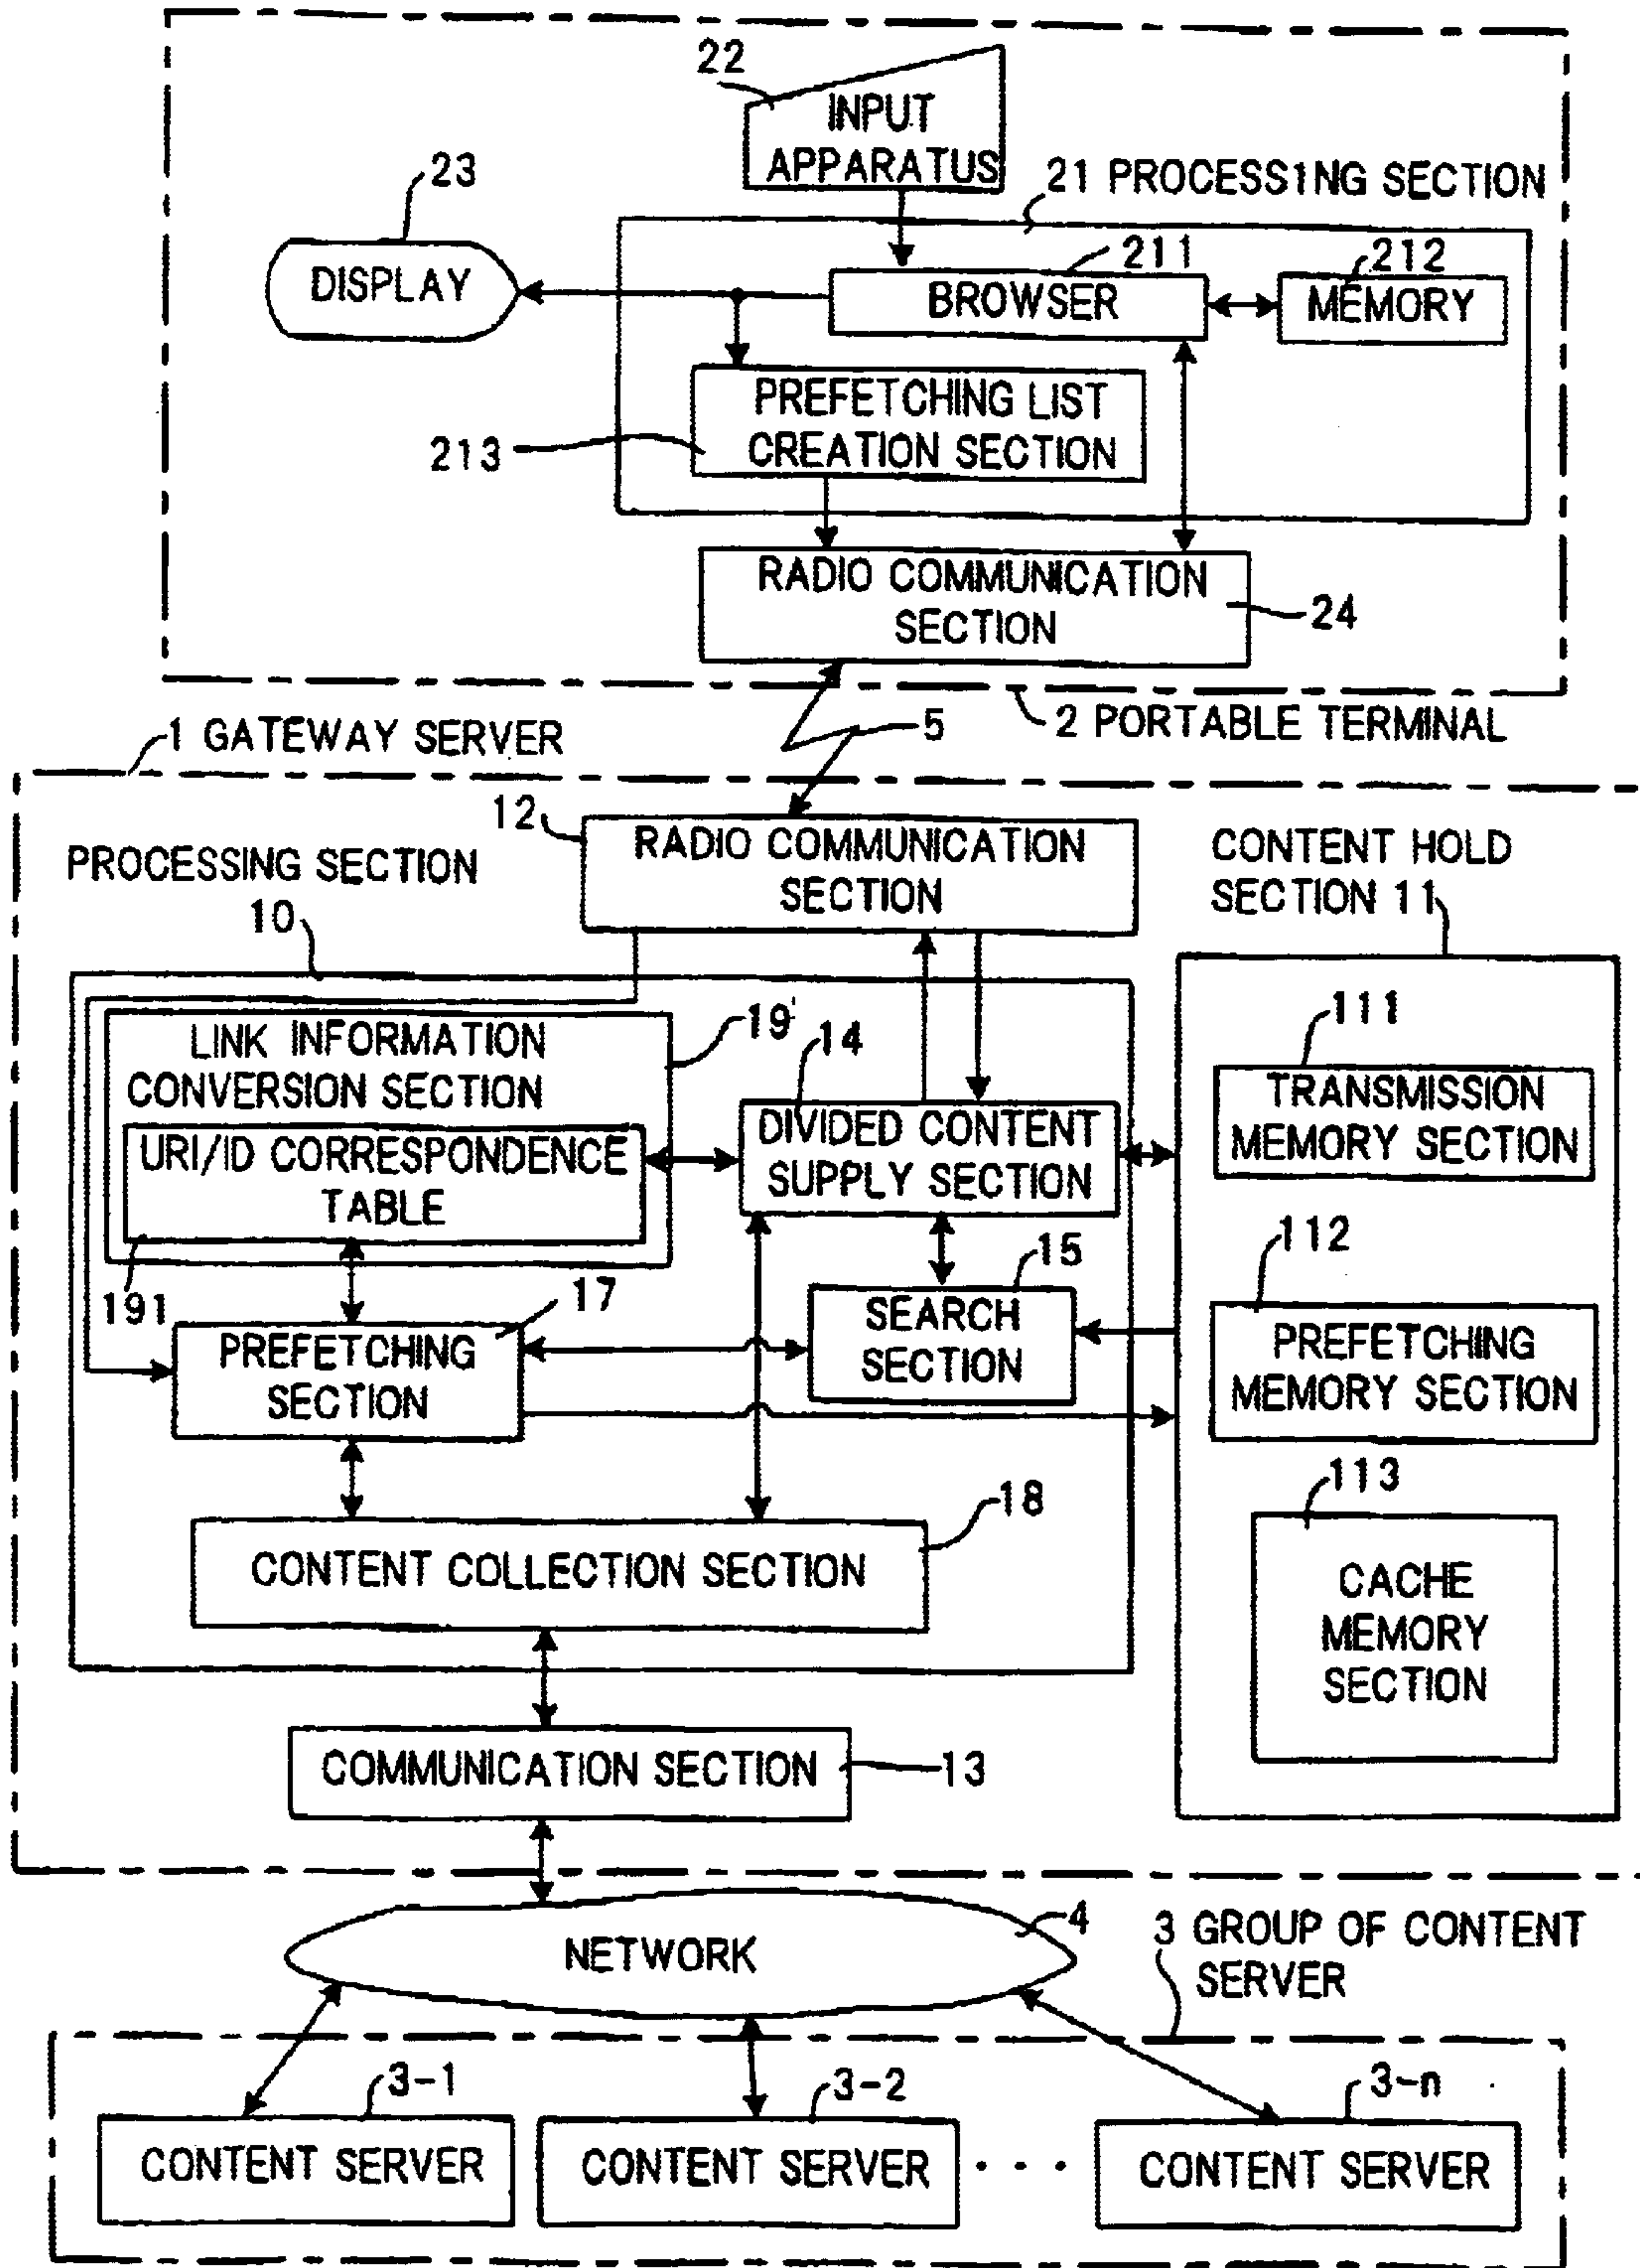 22
INPUT
APPARATUS
23
21 PROCESS1NG SECTION
DISPLAY
211
212
BROWSER
MEMORY
PREFETCHING LIST
CREATION SECTION
213
RADIO COMMUNICATION
SECTION
24
5
2 PORTABLE TERMINAL
1 GATEWAY SERVER
12
RADIO COMMUNICATION
SECTION
PROCESSING SECTION
10
CONTENT HOLD
SECTION 11
LINK INFORMATION
CONVERSION SECTION
19'
14
111
TRANSMISSION
MEMORY SECTION
URI/ID CORRESPONDENCE
TABLE
DIVIDED CONTENT
SUPPLY SECTION
191
17
15
112
PREFETCHING
SECTION
SEARCH
SECTION
PREFETCHING
MEMORY SECTION
18
113
CONTENT COLLECTION SECTION
CACHE
MEMORY
SECTION
COMMUNICATION SECTION
13
NETWORK
4
3 GROUP OF CONTENT
SERVER
3-1
3-2
3-n
CONTENT SERVER
CONTENT SERVER
. . .
CONTENT SERVER